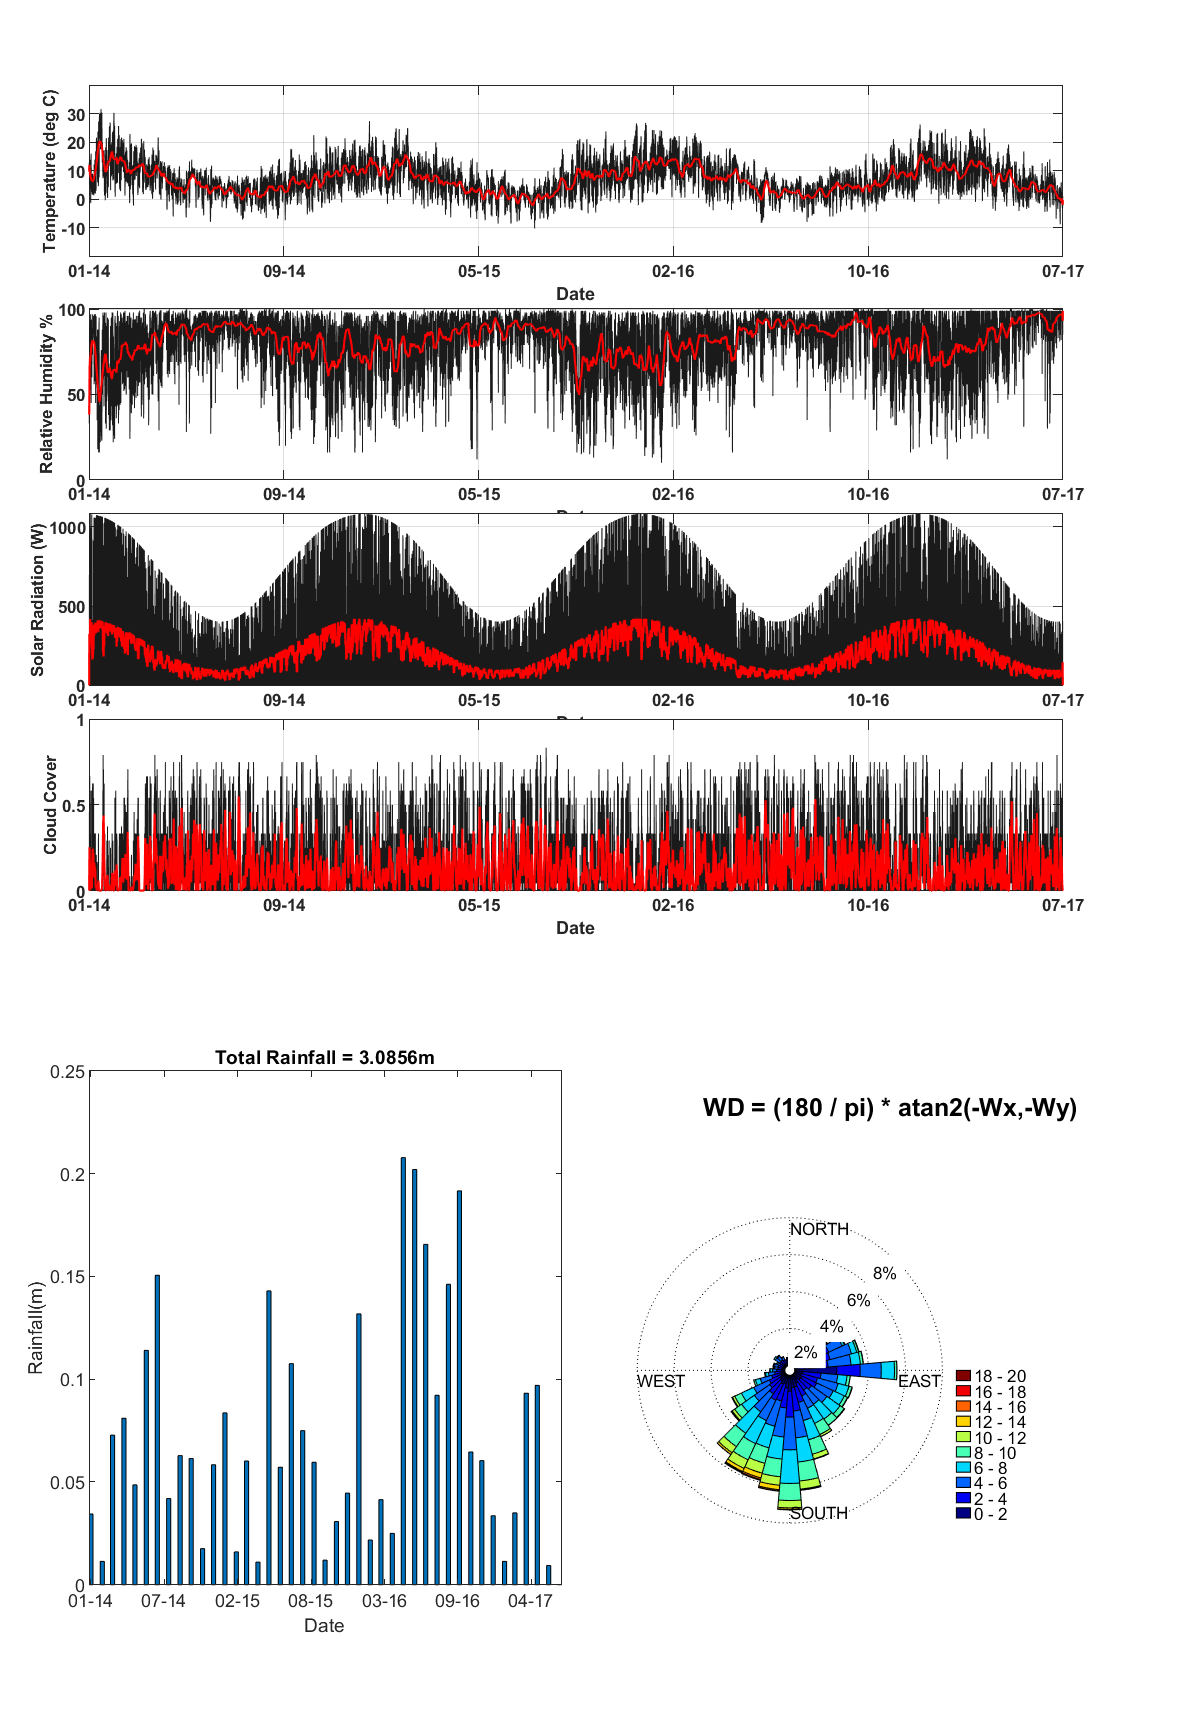 Temperature (deg C)
30
20
10
0
-10
01-14 09-14 05-15 02-16 10-16 07-17
Date
Relative Humidity %
100
50
0
01-14 09-14 05-15 02-16 10-16 07-17
Solar Radiation (W)
1000
500
0
01-14 09-14 05-15 02-16 10-16 07-17
Cloud Cover
1
0.5
0
01-14 09-14 05-15 02-16 10-16 07-17
Date
Total Rainfall = 3.0856m
Rainfall(m)
0.25
0.2
0.15
0.1
0.05
0
01-14 07-14 02-15 08-15 03-16 09-16 04-17
Date
WD = (180 / pi) * atan2(-Wx,-Wy)
NORTH
8%
6%
4%
2%
WEST
EAST
SOUTH
18 - 20
16 - 18
14 - 16
12 - 14
10 - 12
8 - 10
6 - 8
4 - 6
2 - 4
0 - 2